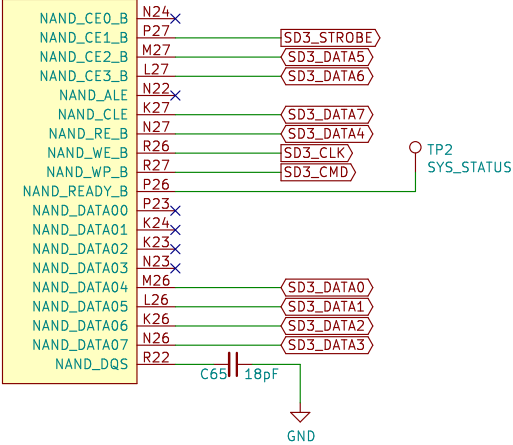 NAND_CE0_B N24
NAND_CE1_B P27 SD3_STROBE
NAND_CE2_B M27 SD3_DATA5
NAND_CE3_B L27 SD3_DATA6
NAND_ALE N22
NAND_CLE K27 SD3_DATA7
NAND_RE_B N27 SD3_DATA4
NAND_WE_B R26 SD3_CLK
TP2
NAND_WP_B R27 SD3_CMD
SYS_STATUS
NAND_READY_B P26
NAND_DATA00 P23
NAND_DATA01 K24
NAND_DATA02 K23
NAND_DATA03 N23
NAND_DATA04 M26 SD3_DATA0
NAND_DATA05 L26 SD3_DATA1
NAND_DATA06 K26 SD3_DATA2
NAND_DATA07 N26 SD3_DATA3
NAND_DQS R22
C65 18pF
GND